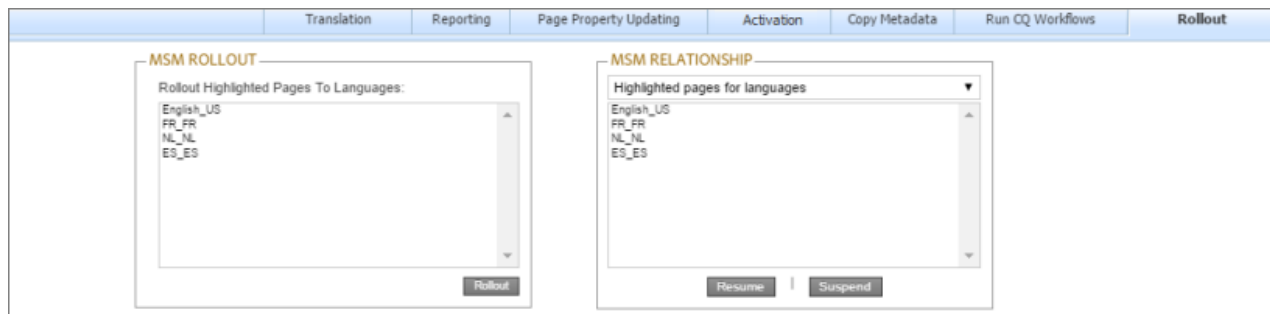 Translation Reporting Page Property Updating Activation Copy Metadata Run CQ Workflows Rollout
MSM ROLLOUT
Rollout Highlighted Pages To Languages:
English_US
FR_FR
NL_NL
ES_ES
Rollout
MSM RELATIONSHIP
Highlighted pages for languages
English_US
FR_FR
NL_NL
ES_ES
Resume | Suspend